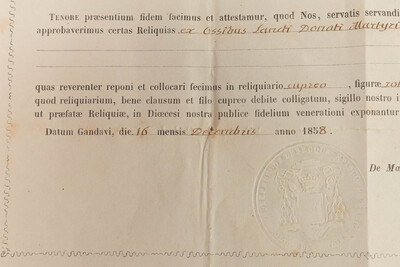 Tenore præsentium fidem facimus et attestamur, quod Nos, servatis servandi
approbaverimus certas Reliquias ex Ossibus Sancti Donati Martyri
quas reverenter reponi et collocari fecimus in reliquiario cupreo , figuræ
quod reliquiarium, bene clausum et filo cupreo debite colligatum, sigillo nostro
ut præfatæ Reliquiæ, in Diœcesi nostra publice fidelium venerationi exponantur
Datum Gandavi, die 16 mensis Decembris anno 1858.
De Ma